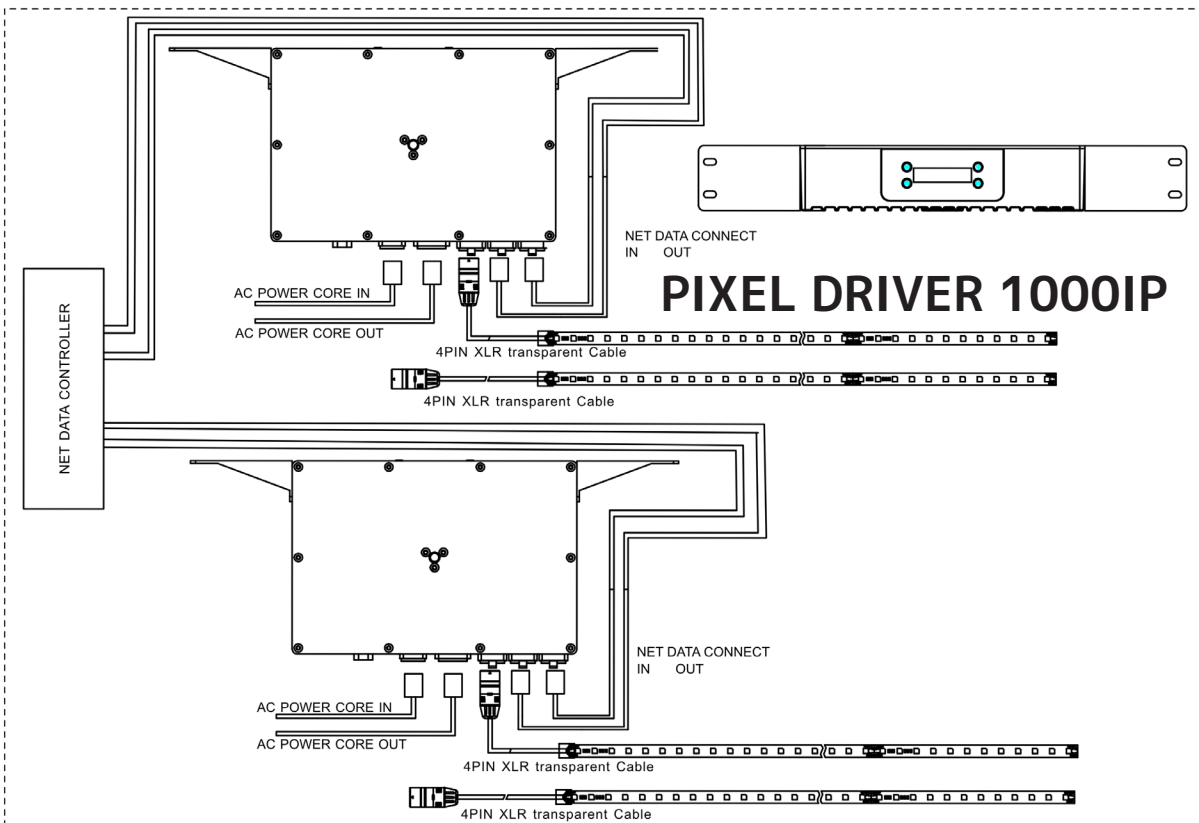 NET DATA CONNECT
IN OUT
PIXEL DRIVER 1000IP
AC POWER CORE IN
AC POWER CORE OUT
4PIN XLR transparent Cable
4PIN XLR transparent Cable
NET DATA CONTROLLER
NET DATA CONNECT
IN OUT
AC POWER CORE IN
AC POWER CORE OUT
4PIN XLR transparent Cable
4PIN XLR transparent Cable